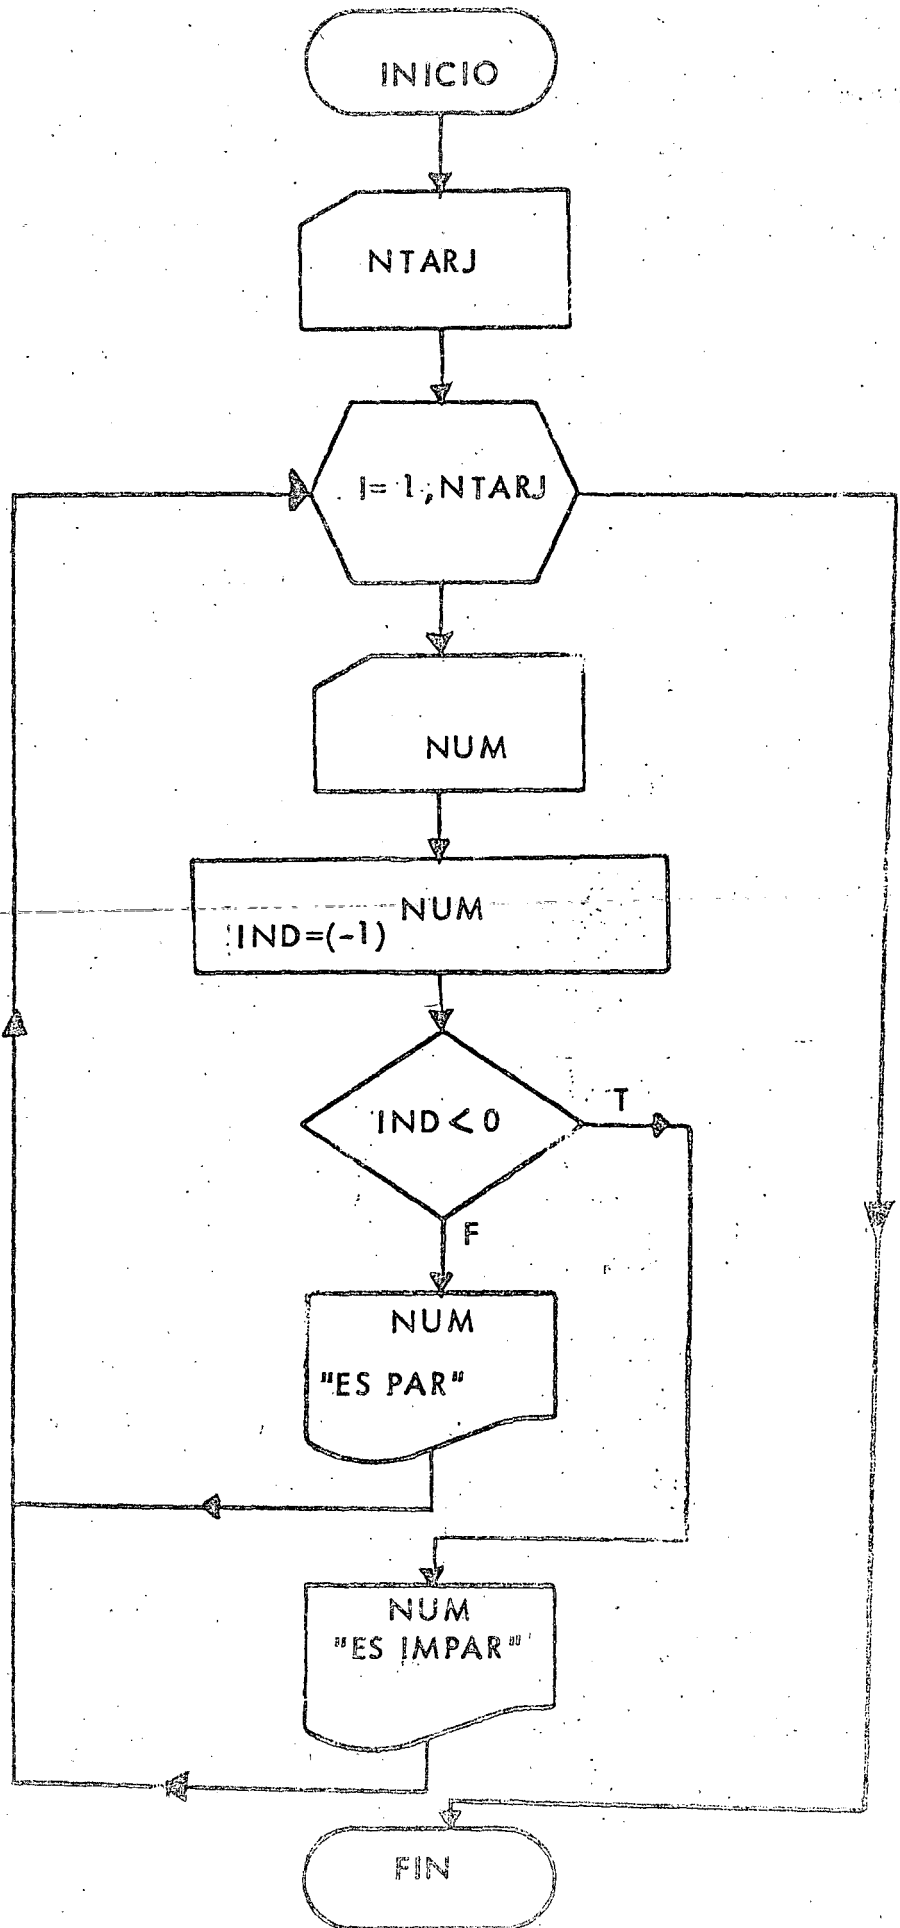 INICIO
NTARJ
I= 1,NTARJ
NUM
NUM
IND=(-1)
IND<0
T
F
NUM
"ES PAR"
NUM
"ES IMPAR"
FIN